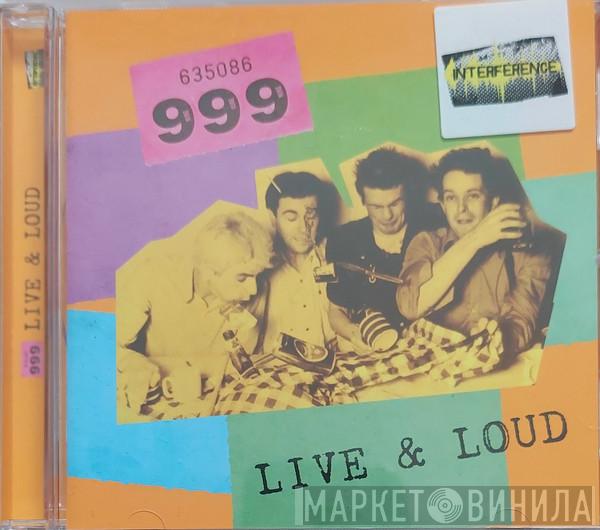 635086
999
INTERFERENCE
LIVE & LOUD
999
LIVE & LOUD
МАРКЕТ ВИНИЛА